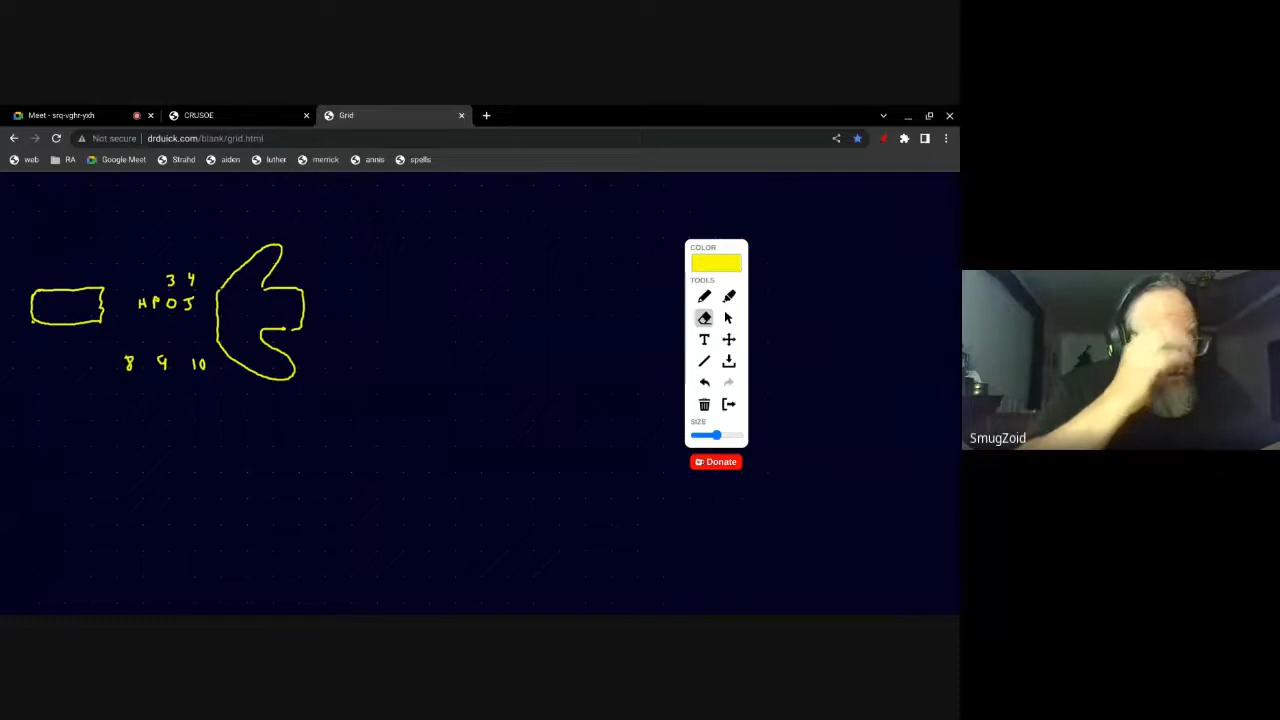 Meet - srq-vghr-yxh
CRUSOE
Grid
Not secure
drduick.com/blank/grid.html
web
RA
Google Meet
Strahd
aiden
luther
merrick
annis
spells
COLOR
TOOLS
T
SIZE
Donate
3 4
H P O J
8 9 10
SmugZoid